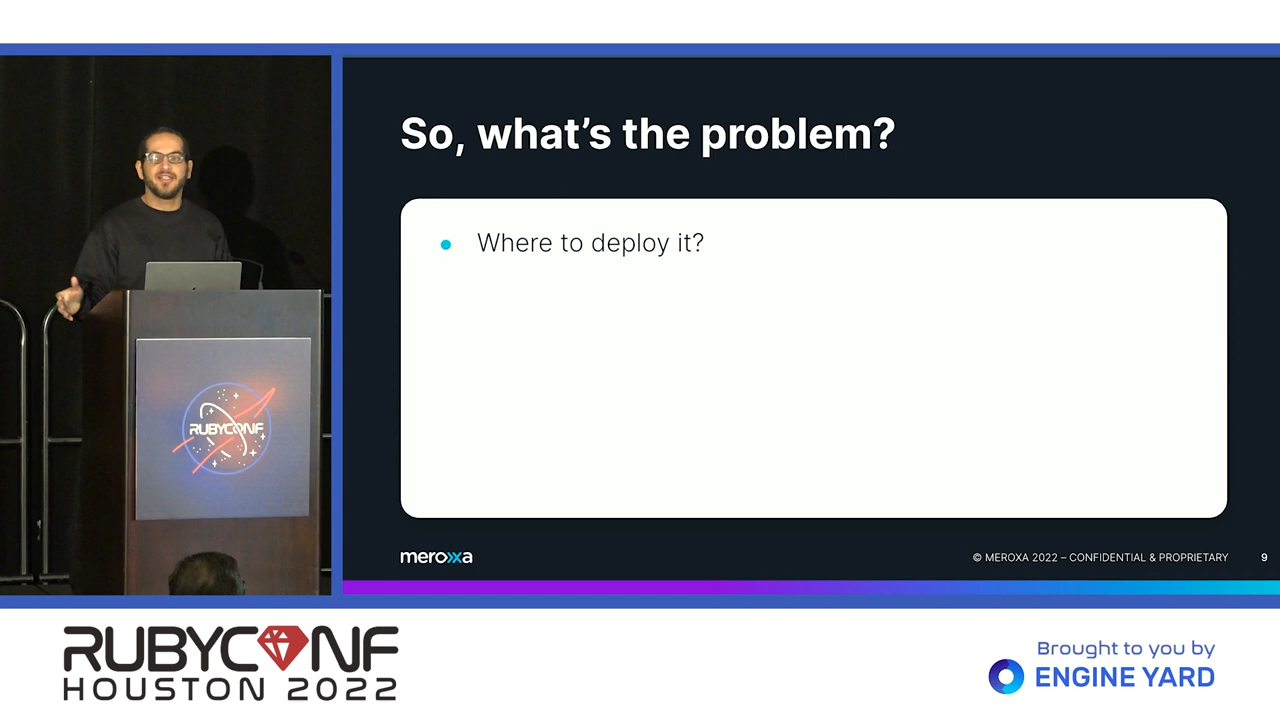 So, what's the problem?
Where to deploy it?
meroxa
© MEROXA 2022 – CONFIDENTIAL & PROPRIETARY
9
RUBYCONF
RUBYCONF
HOUSTON 2022
Brought to you by
ENGINE YARD